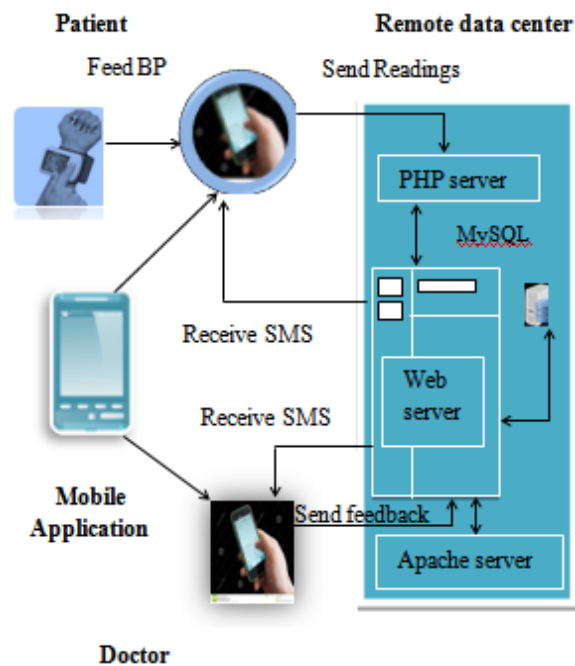 Patient
Remote data center
Feed BP
Send Readings
PHP server
MySQL
Receive SMS
Web
server
Receive SMS
Mobile
Application
Send feedback
Apache server
Doctor